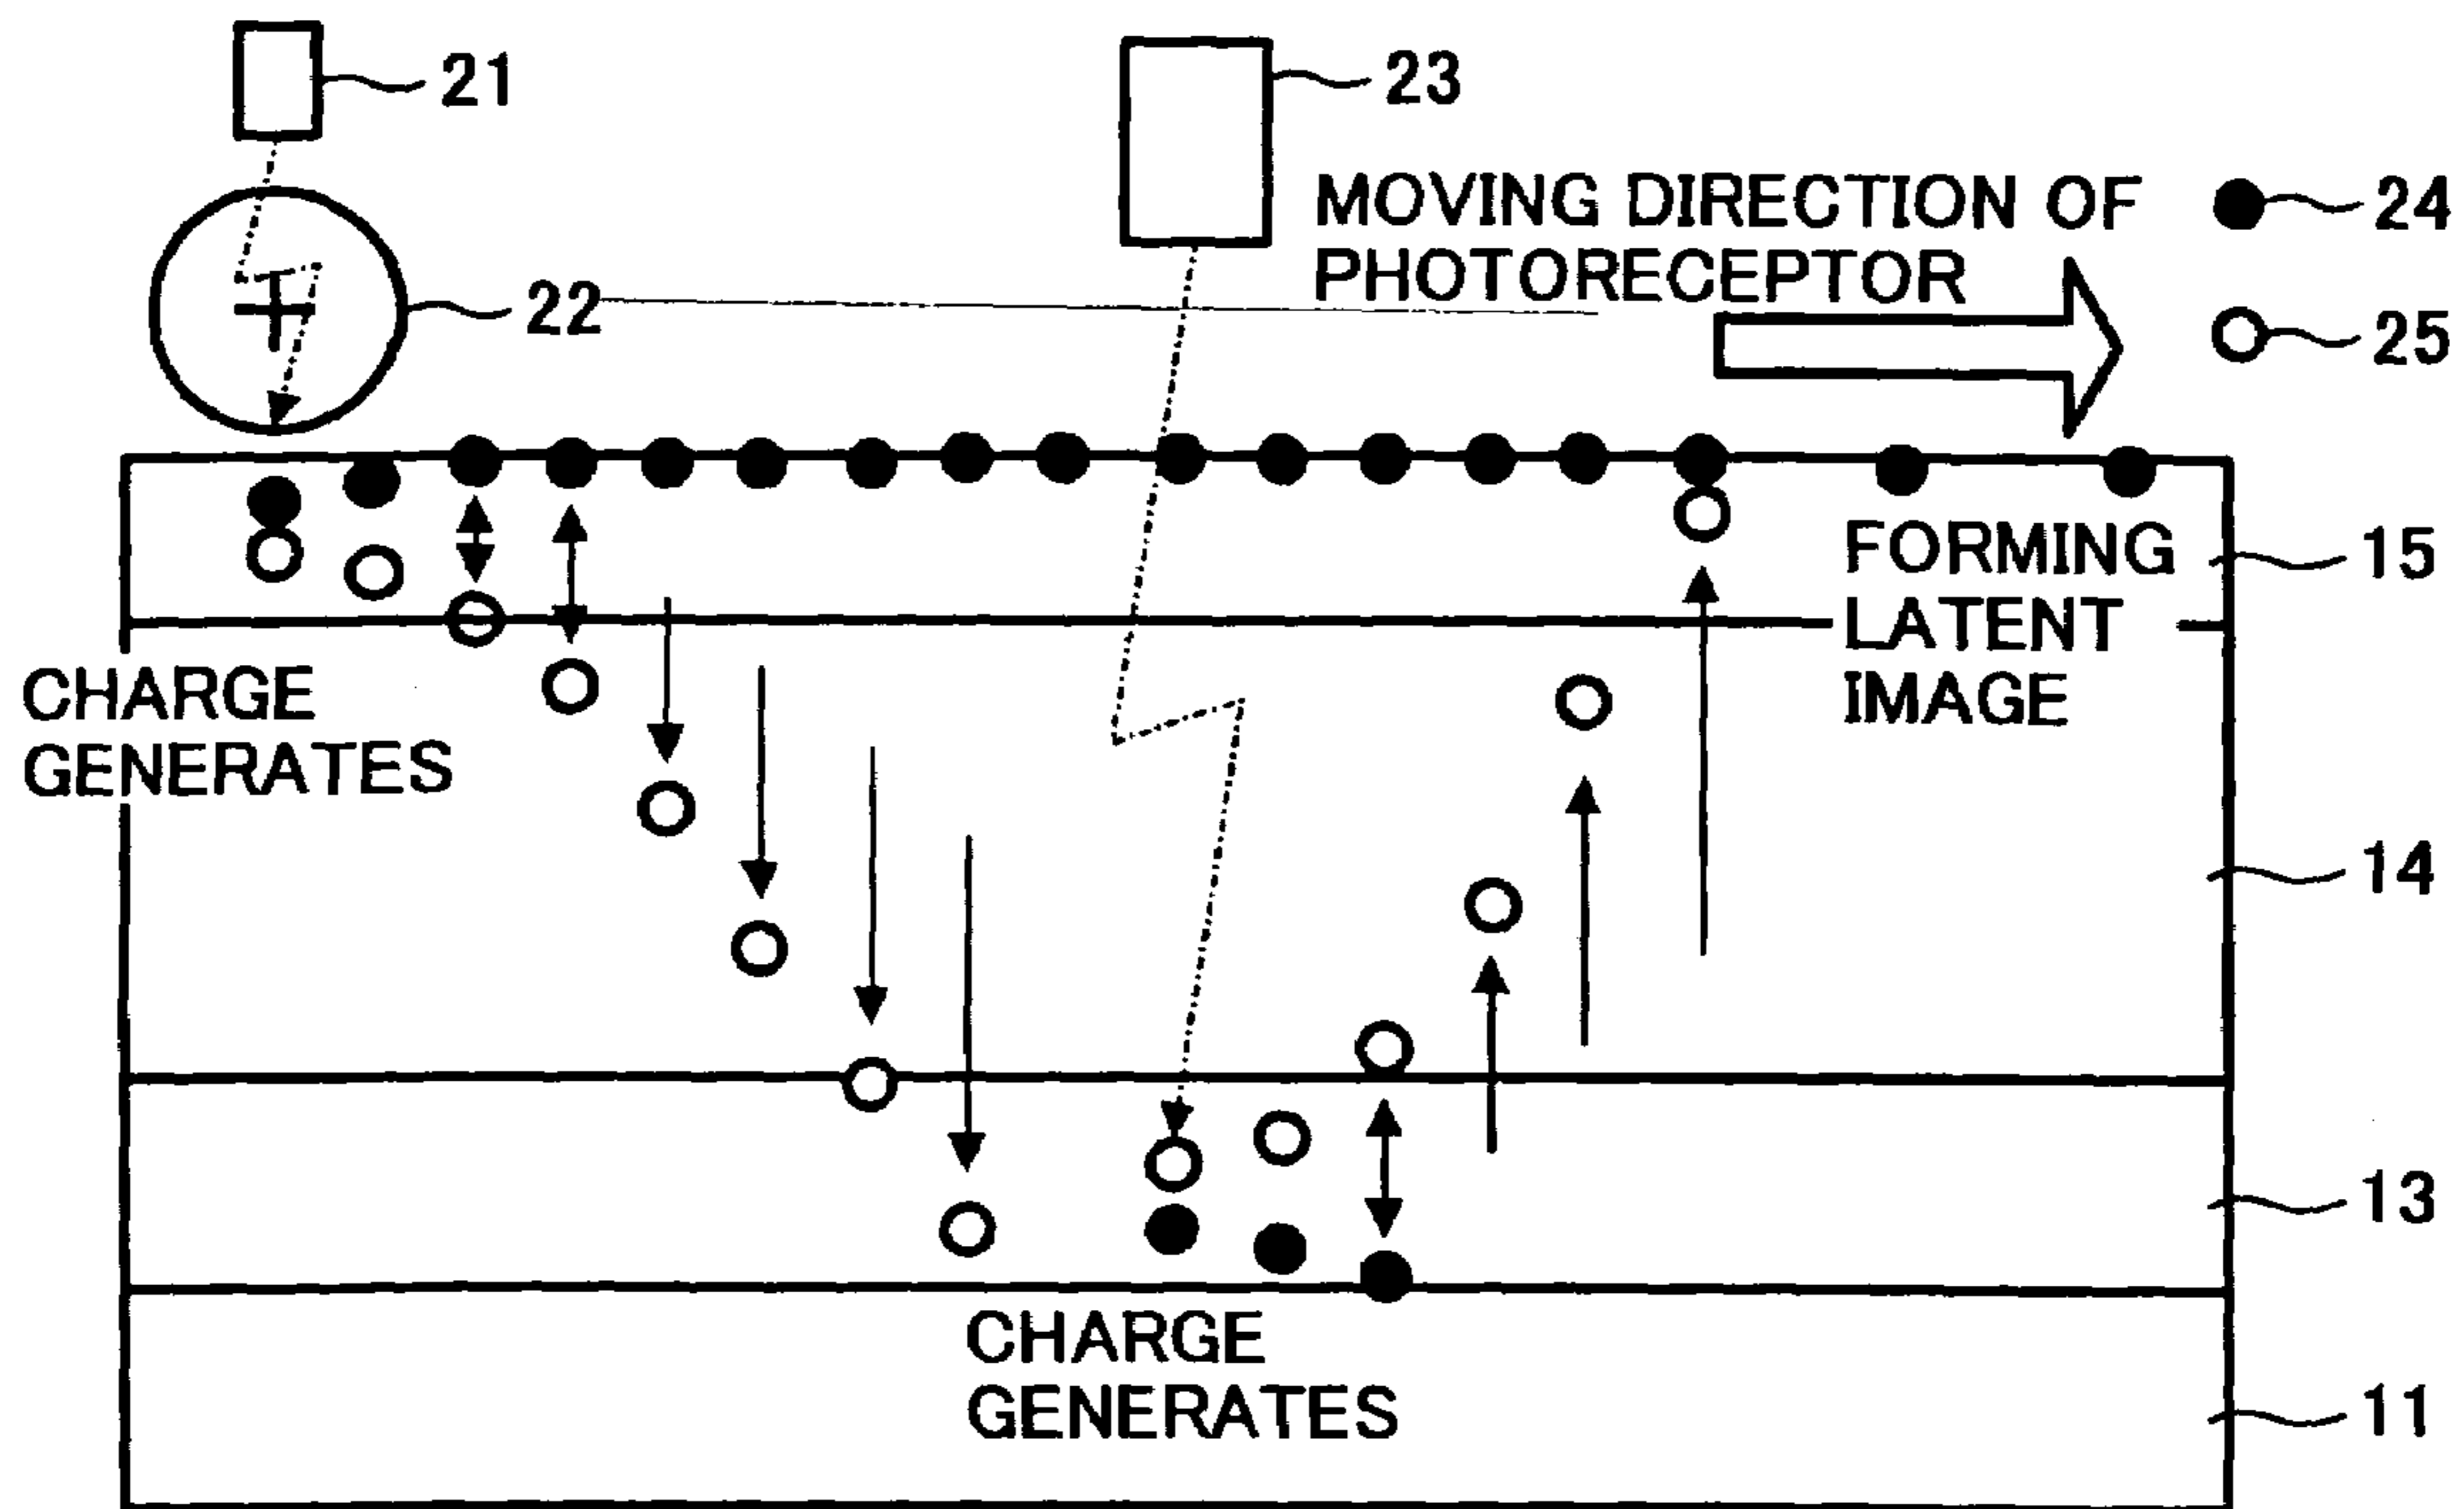 21
23
MOVING DIRECTION OF
PHOTORECEPTOR
24
22
25
FORMING
LATENT
IMAGE
15
CHARGE
GENERATES
14
13
CHARGE
GENERATES
11